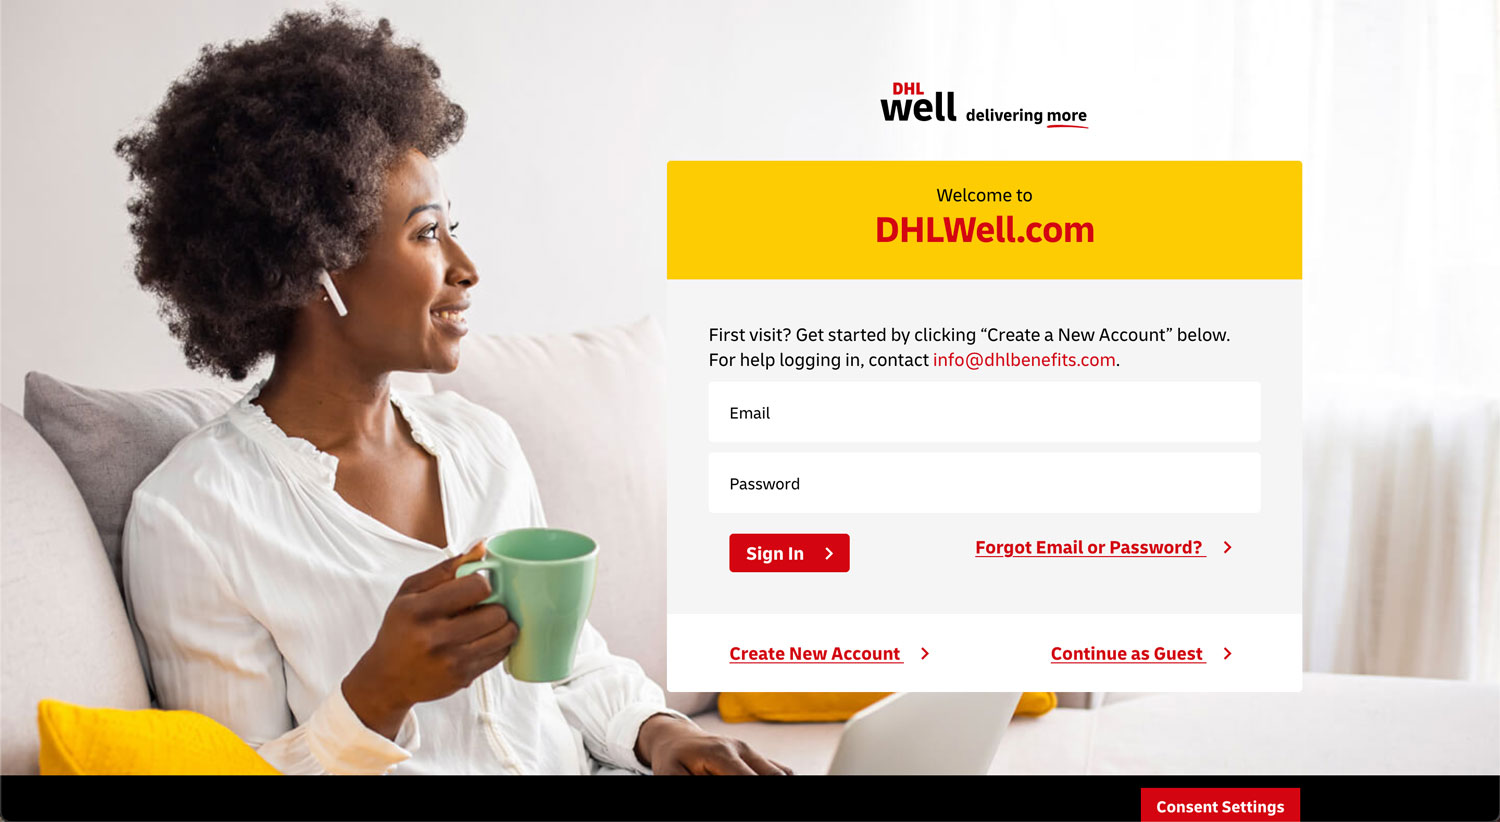 DHL
well delivering more
Welcome to
DHLWell.com
First visit? Get started by clicking “Create a New Account” below.
For help logging in, contact info@dhlbenefits.com.
Email
Password
Sign In
Forgot Email or Password?
Create New Account
Continue as Guest
Consent Settings